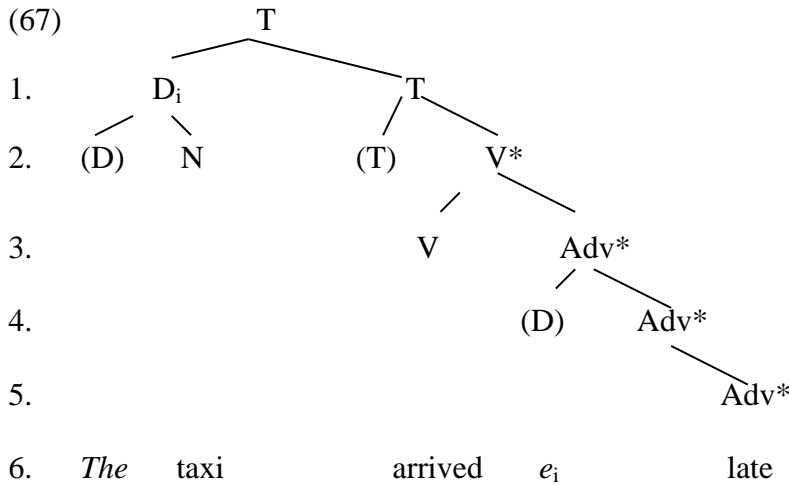 (67) T
1. Dᵢ T
2. (D) N (T) V*
3. V Adv*
4. (D) Adv*
5. Adv*
6. The taxi arrived eᵢ late